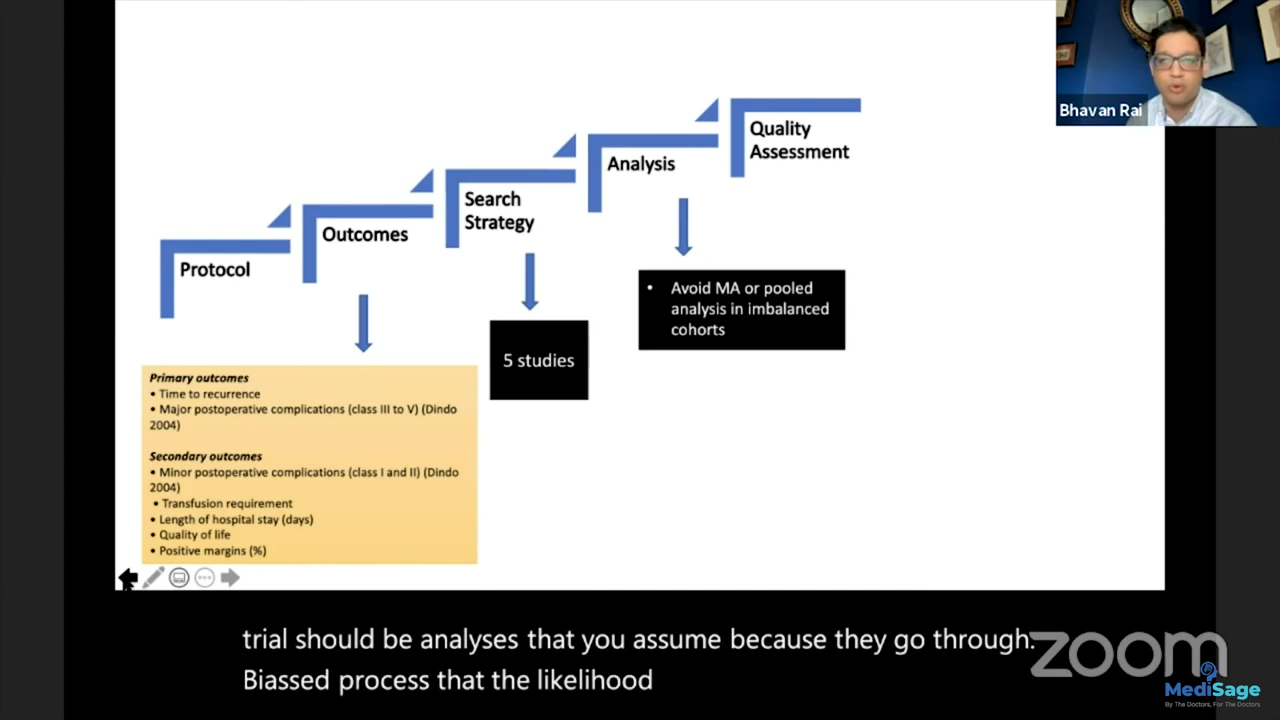 Bhavan Rai
Quality
Assessment
Analysis
Search
Strategy
Outcomes
Protocol
• Avoid MA or pooled
analysis in imbalanced
cohorts
5 studies
Primary outcomes
• Time to recurrence
• Major postoperative complications (class III to V) (Dindo
2004)
Secondary outcomes
• Minor postoperative complications (class I and II) (Dindo
2004)
• Transfusion requirement
• Length of hospital stay (days)
• Quality of life
• Positive margins (%)
trial should be analyses that you assume because they go through.
Biassed process that the likelihood
zoom
MediSage
By The Doctors, For The Doctors